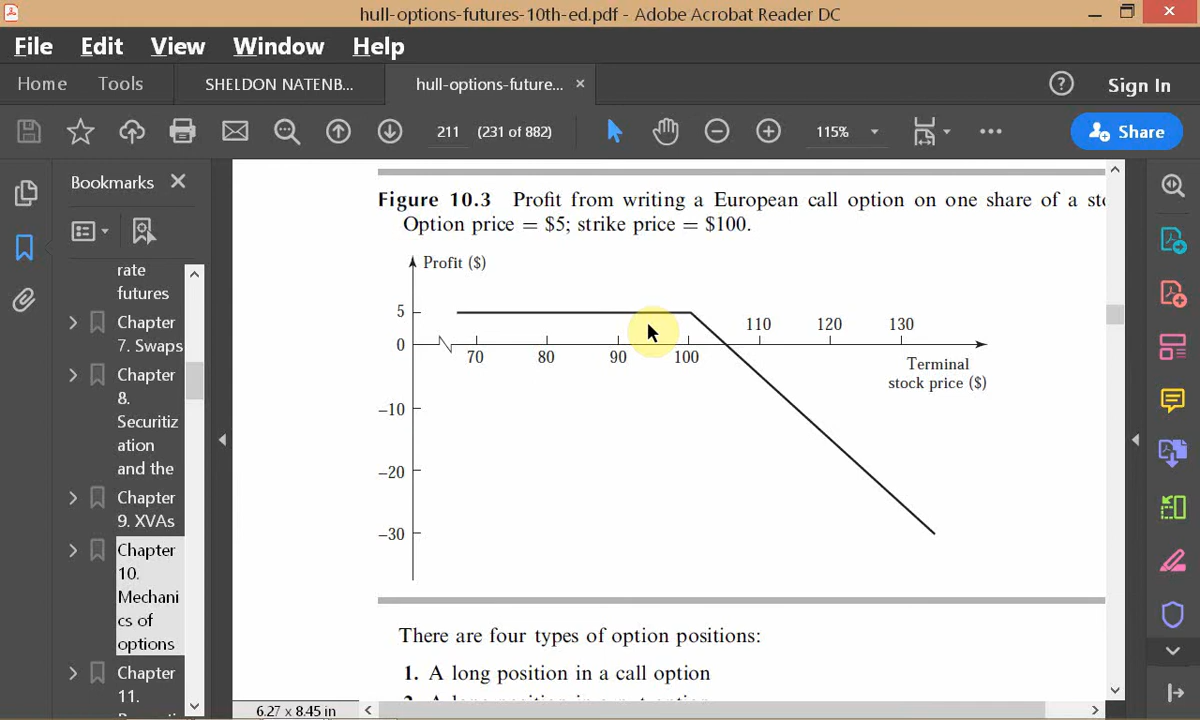 hull-options-futures-10th-ed.pdf - Adobe Acrobat Reader DC
File Edit View Window Help
Home Tools SHELDON NATENB... hull-options-future... × Sign In
211 (231 of 882) 115% Share
Bookmarks
rate
futures
Chapter
7. Swaps
Chapter
8.
Securitiz
ation
and the
Chapter
9. XVAs
Chapter
10.
Mechani
cs of
options
Chapter
11.
Figure 10.3 Profit from writing a European call option on one share of a
Option price = $5; strike price = $100.
Profit ($)
5
110 120 130
0
70 80 90 100
Terminal
stock price ($)
–10
–20
–30
There are four types of option positions:
1. A long position in a call option
6.27 x 8.45 in